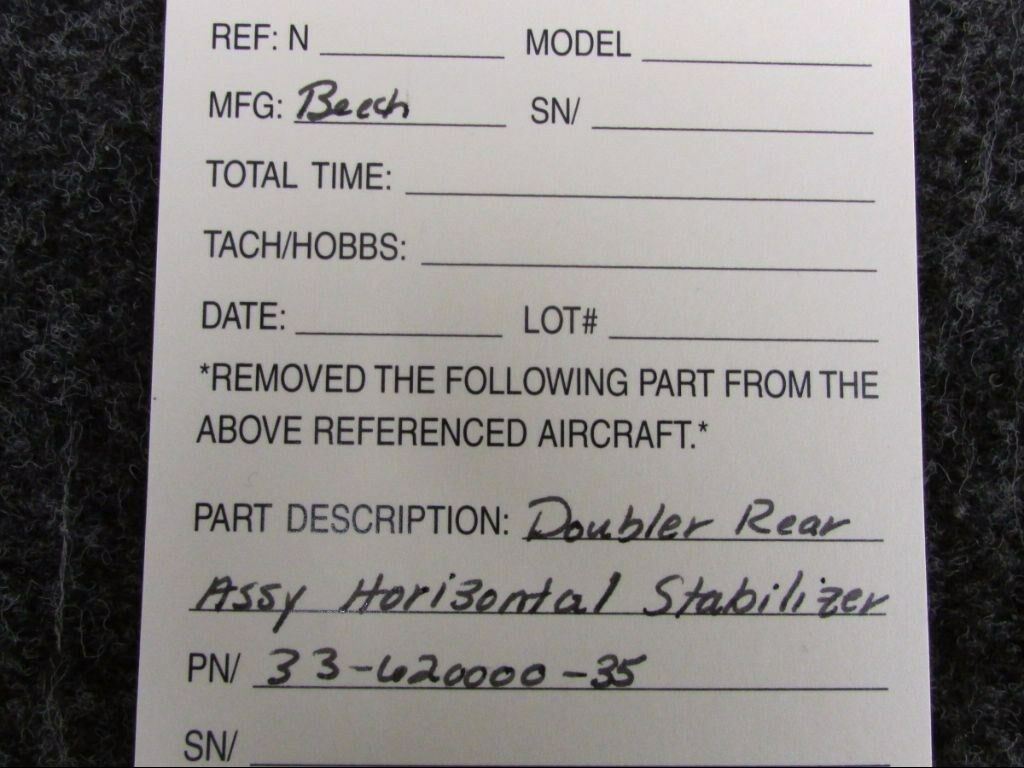 REF: N MODEL
MFG: Beech SN/
TOTAL TIME:
TACH/HOBBS:
DATE: LOT#
*REMOVED THE FOLLOWING PART FROM THE
ABOVE REFERENCED AIRCRAFT.*
PART DESCRIPTION: Doubler Rear
Assy Horizontal Stabilizer
PN/ 33-620000-35
SN/